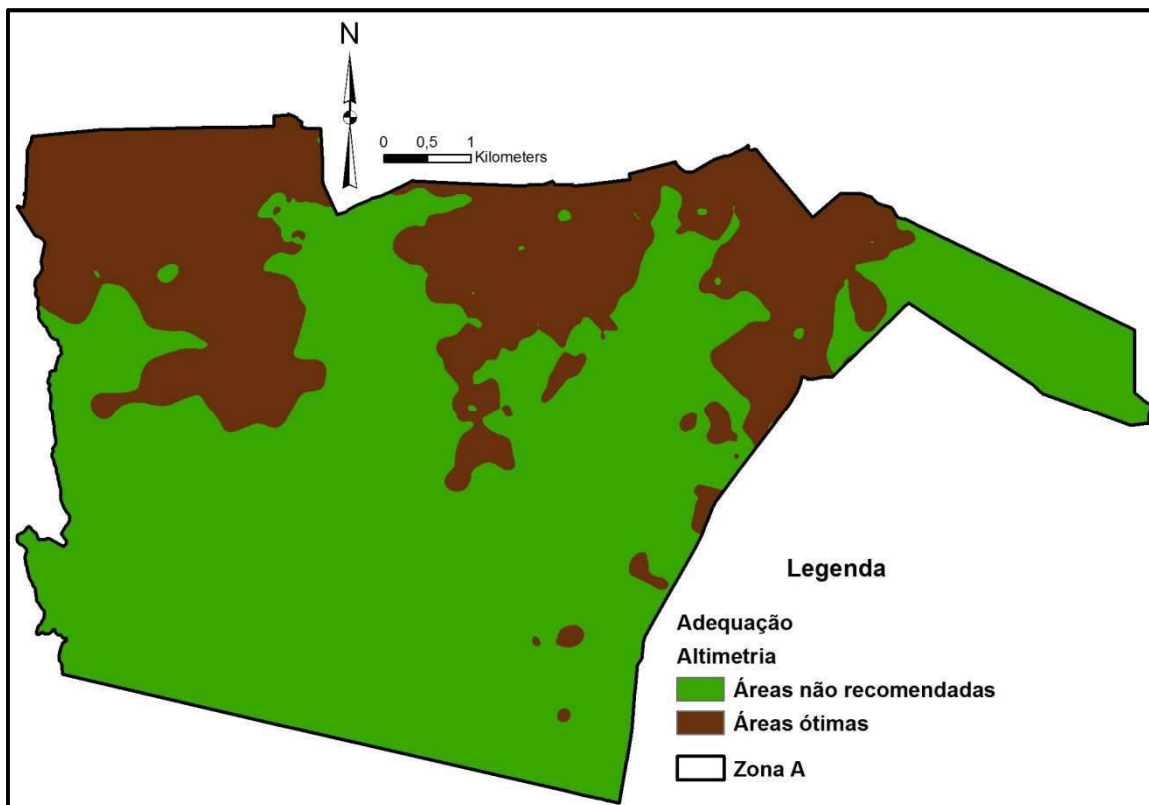 N
0 0,5 1
Kilometers
Legenda
Adequação
Altimetria
Áreas não recomendadas
Áreas ótimas
Zona A